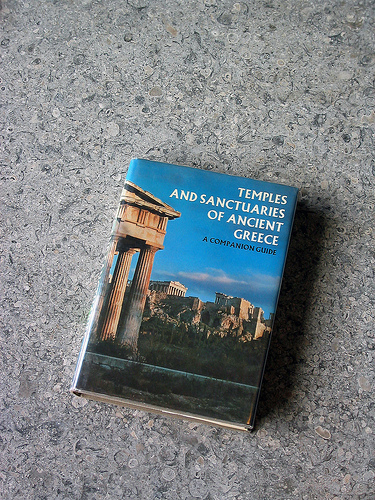 TEMPLES
AND SANCTUARIES
OF ANCIENT
GREECE
A COMPANION GUIDE